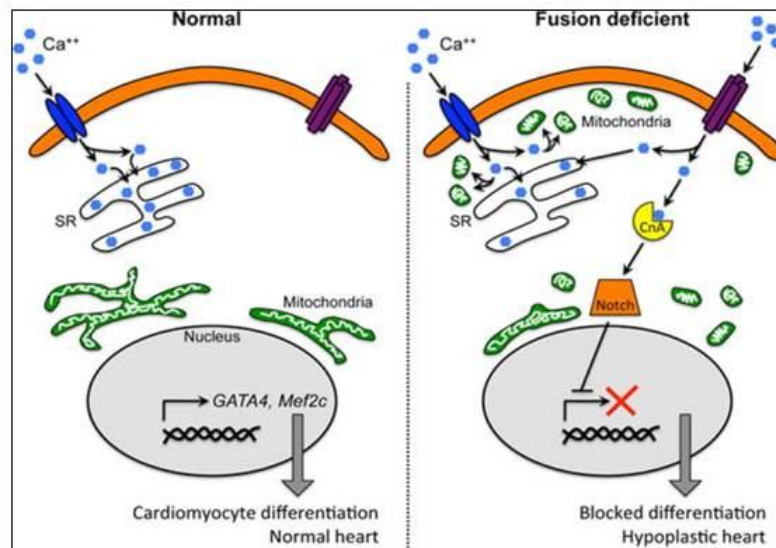 Normal
Ca++
SR
Mitochondria
Nucleus
GATA4, Mef2c
Cardiomyocyte differentiation
Normal heart
Fusion deficient
Ca++
Mitochondria
SR
CnA
Notch
Blocked differentiation
Hypoplastic heart